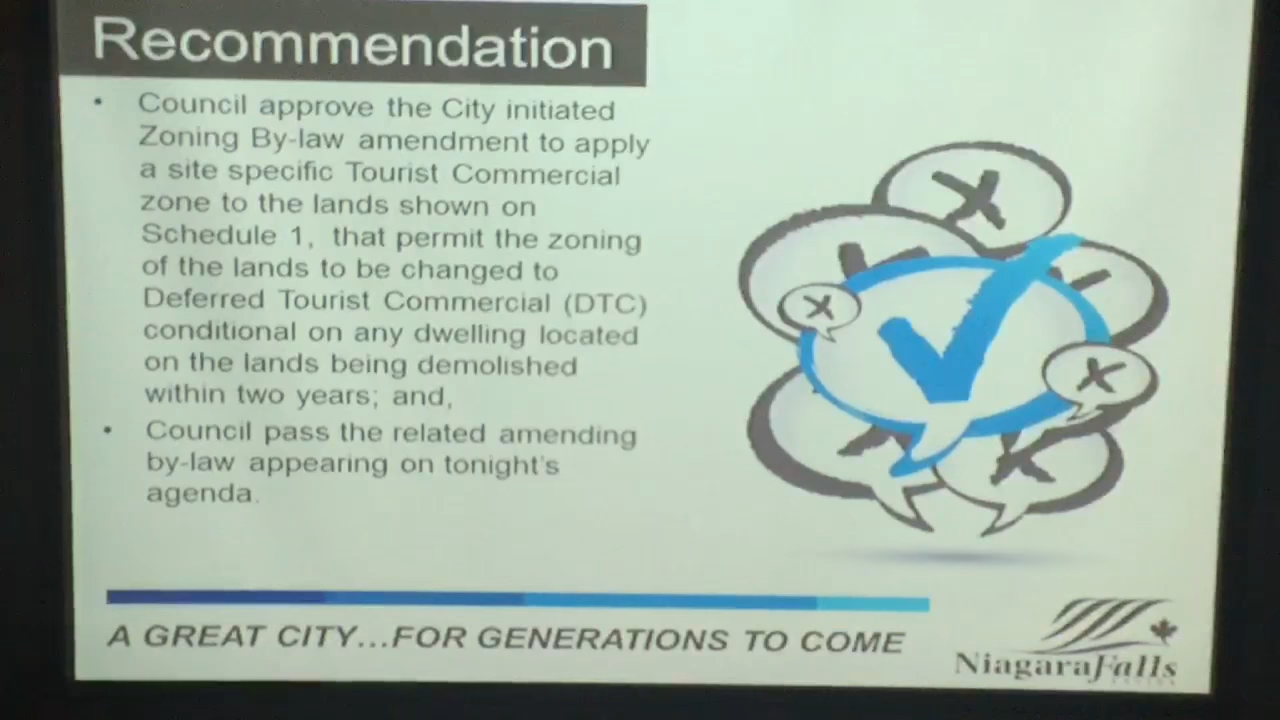 Recommendation
• Council approve the City initiated
Zoning By-law amendment to apply
a site specific Tourist Commercial
zone to the lands shown on
Schedule 1, that permit the zoning
of the lands to be changed to
Deferred Tourist Commercial (DTC)
conditional on any dwelling located
on the lands being demolished
within two years; and,
• Council pass the related amending
by-law appearing on tonight's
agenda.
A GREAT CITY...FOR GENERATIONS TO COME
NiagaraFalls